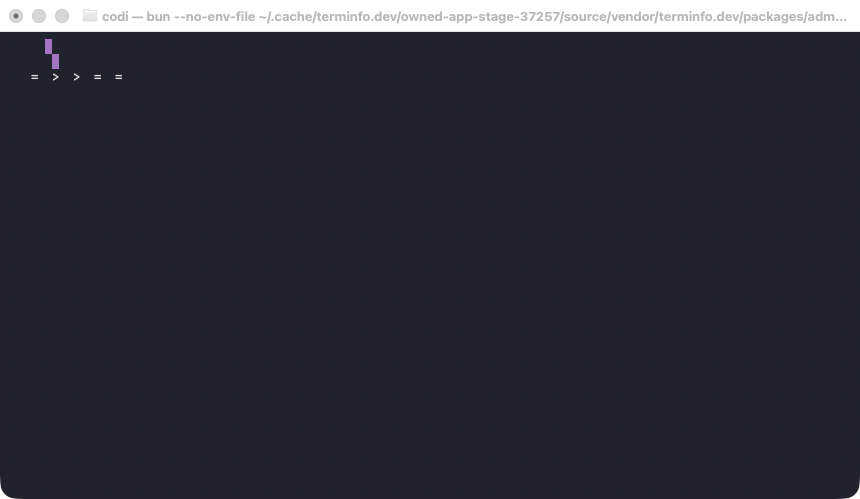 codi — bun --no-env-file ~/.cache/terminfo.dev/owned-app-stage-37257/source/vendor/terminfo.dev/packages/adm...
= > > = =